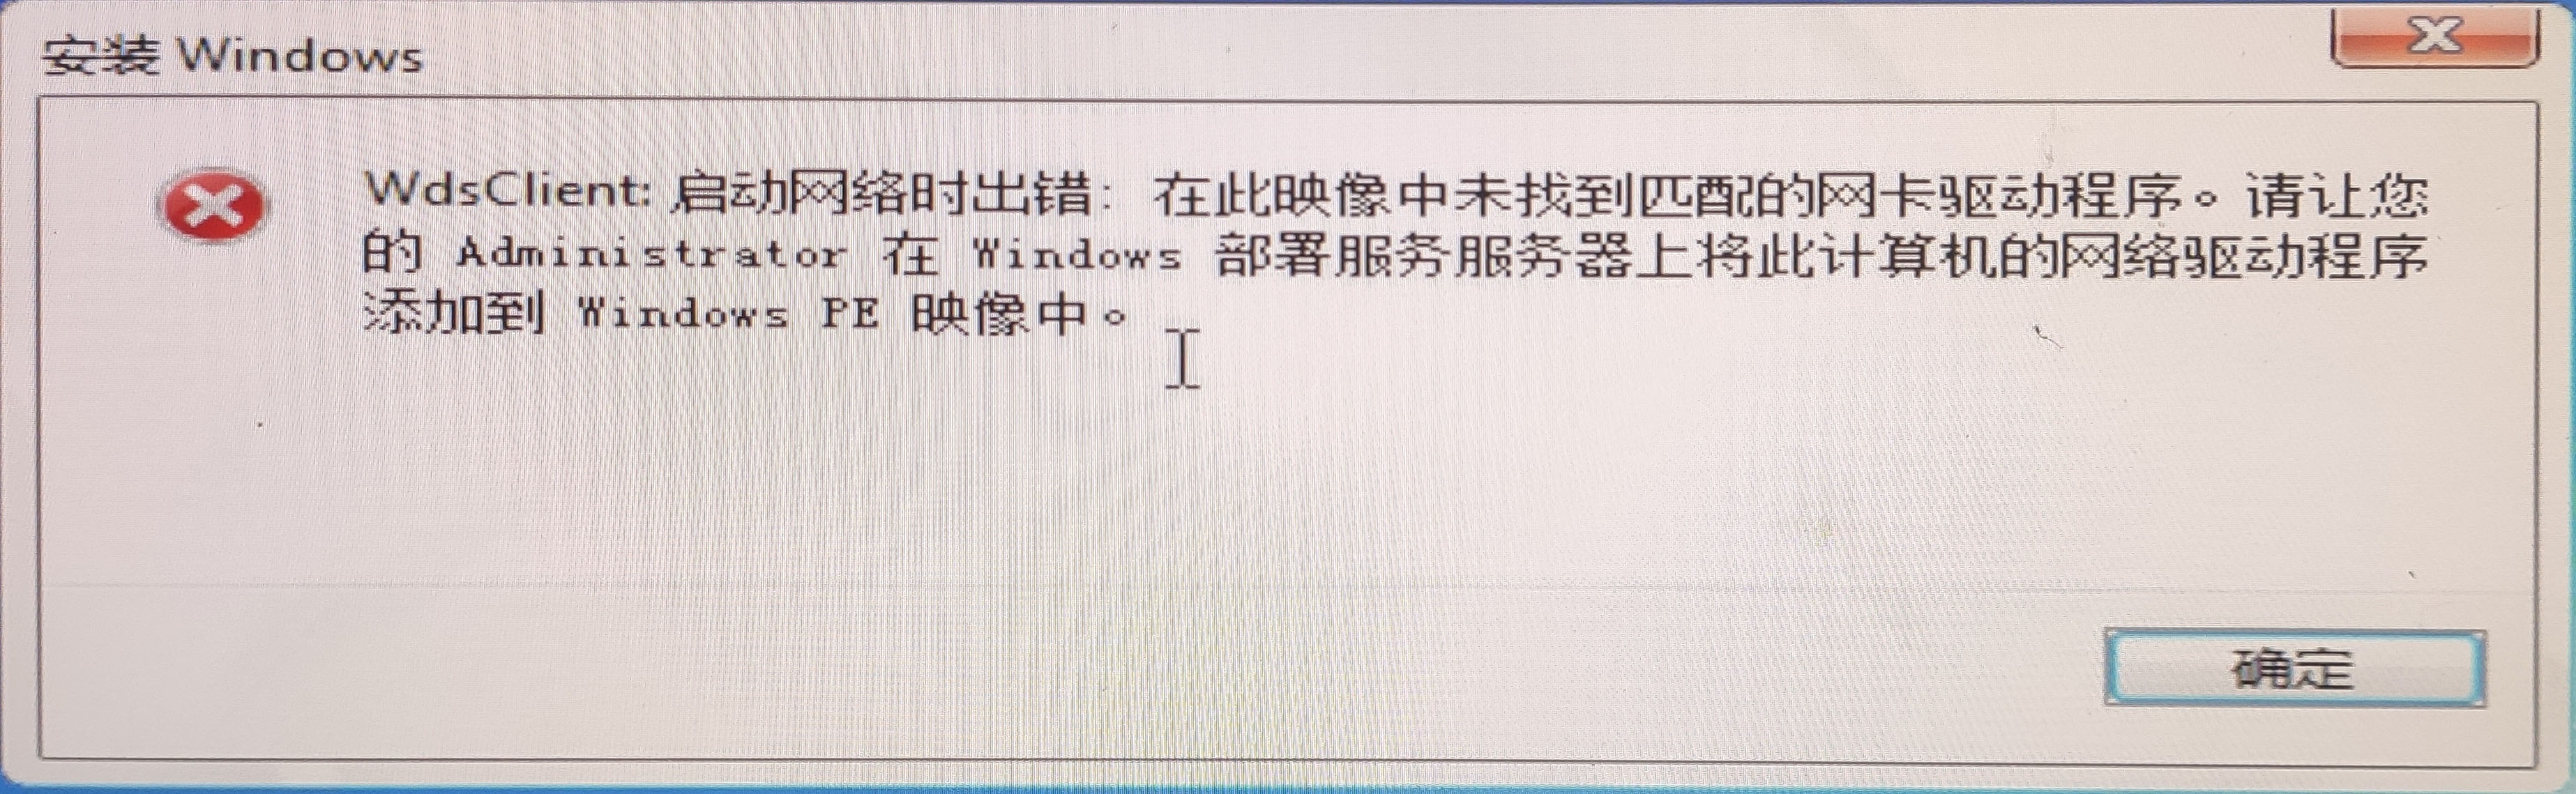 安装 Windows
WdsClient: 启动网络时出错: 在此映像中未找到匹配的网卡驱动程序。请让您
的 Administrator 在 Windows 部署服务服务器上将此计算机的网络驱动程序
添加到 Windows PE 映像中。
确定